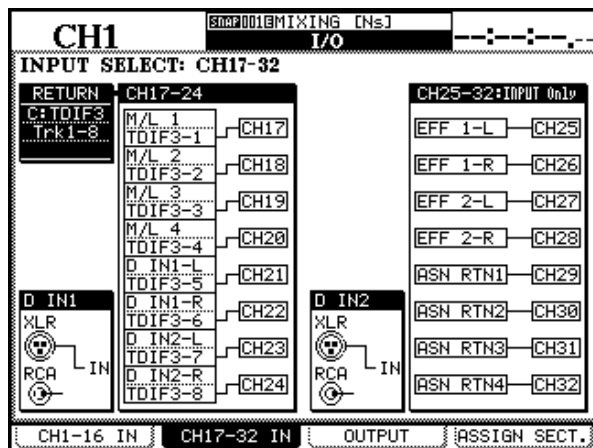 CH1
SNAP001 MIXING [Ns]
I/O
--:--:--.--
INPUT SELECT: CH17-32
RETURN
C:TDIF3
Trk1-8
CH17-24
M/L 1
TDIF3-1
CH17
M/L 2
TDIF3-2
CH18
M/L 3
TDIF3-3
CH19
M/L 4
TDIF3-4
CH20
D IN1-L
TDIF3-5
CH21
D IN1-R
TDIF3-6
CH22
D IN2-L
TDIF3-7
CH23
D IN2-R
TDIF3-8
CH24
D IN1
XLR
RCA
IN
D IN2
XLR
RCA
IN
CH25-32:INPUT Only
EFF 1-L CH25
EFF 1-R CH26
EFF 2-L CH27
EFF 2-R CH28
ASN RTN1 CH29
ASN RTN2 CH30
ASN RTN3 CH31
ASN RTN4 CH32
CH1-16 IN
CH17-32 IN
OUTPUT
ASSIGN SECT.